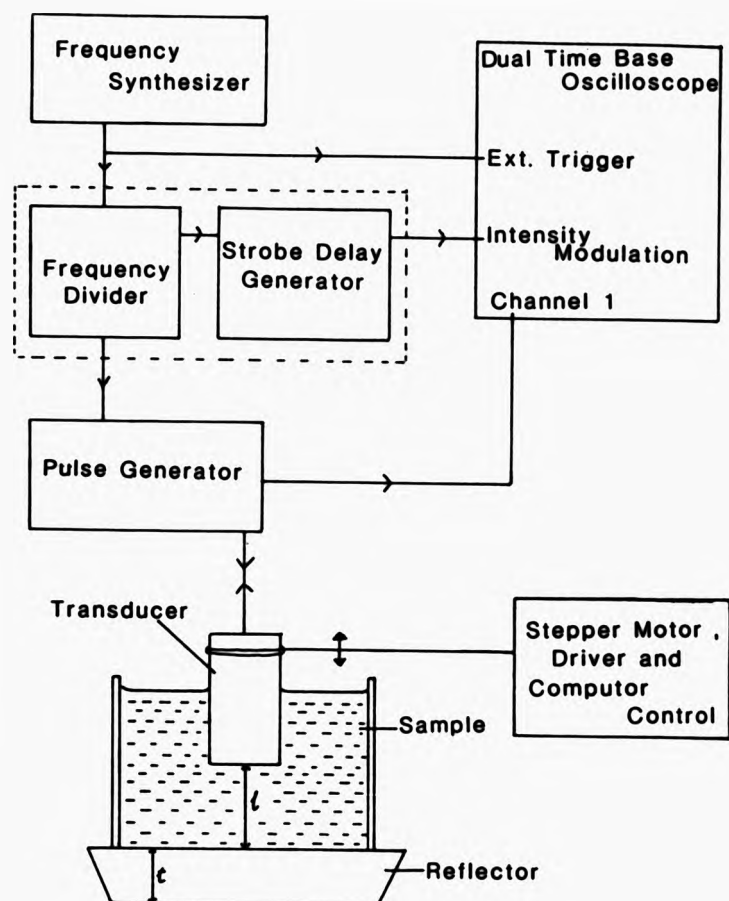 Frequency
Synthesizer
Dual Time Base
Oscilloscope
Ext. Trigger
Intensity
Modulation
Channel 1
Frequency
Divider
Strobe Delay
Generator
Pulse Generator
Transducer
Stepper Motor ,
Driver and
Computor
Control
Sample
l
t
Reflector